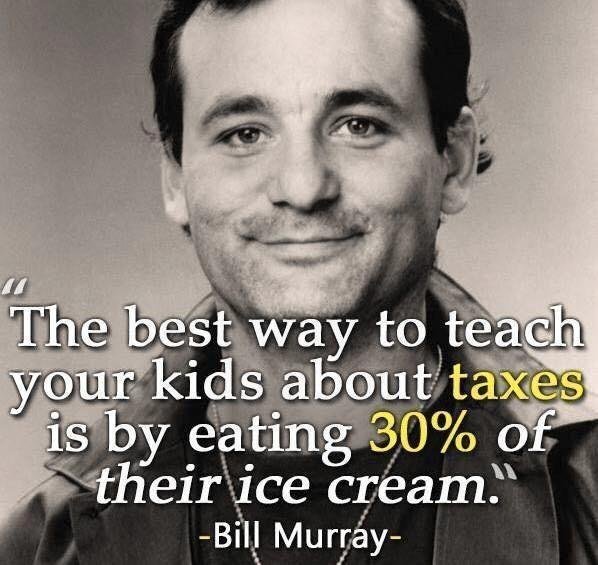 “The best way to teach
your kids about taxes
is by eating 30% of
their ice cream."
-Bill Murray-